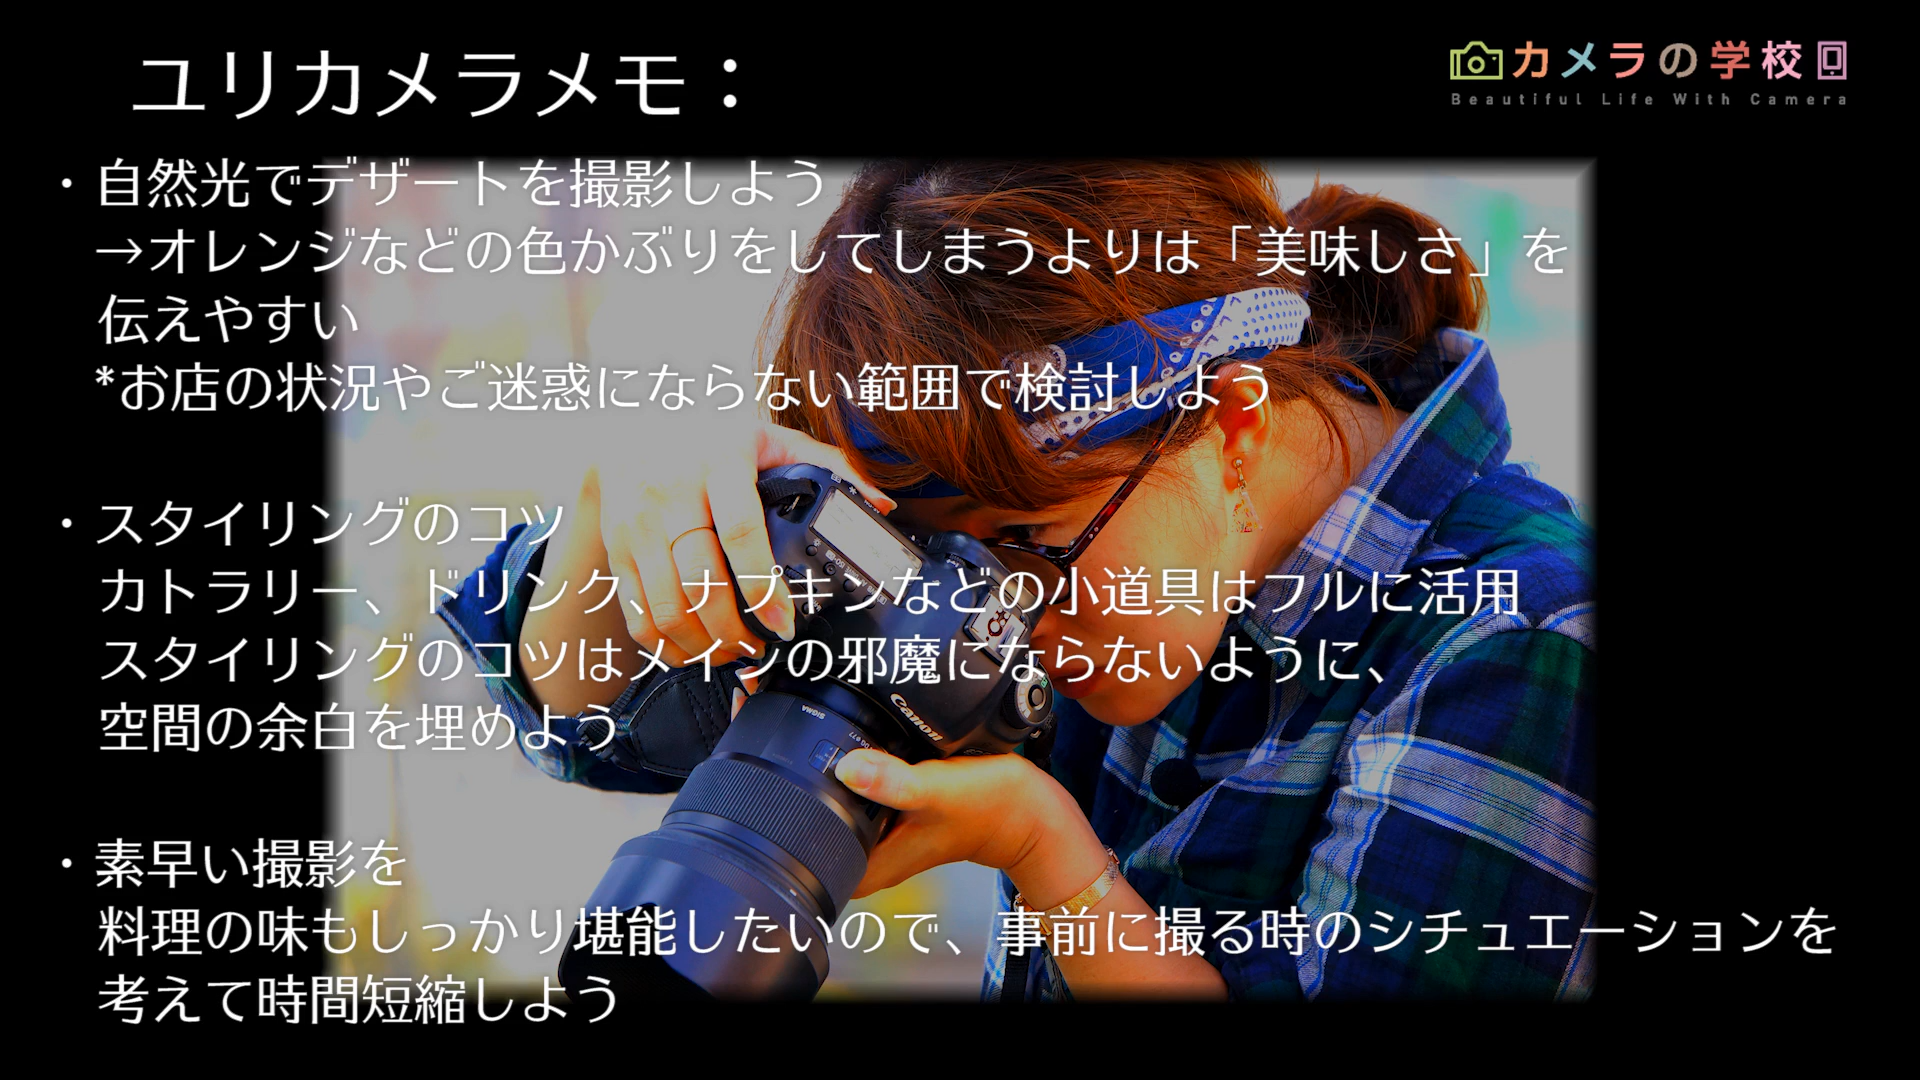 ユリカメラメモ：
カメラの学校
Beautiful Life With Camera
・自然光でデザートを撮影しよう
→オレンジなどの色かぶりをしてしまうよりは「美味しさ」を
伝えやすい
*お店の状況やご迷惑にならない範囲で検討しよう
・スタイリングのコツ
カトラリー、ドリンク、ナプキンなどの小道具はフルに活用
スタイリングのコツはメインの邪魔にならないように、
空間の余白を埋めよう
・素早い撮影を
料理の味もしっかり堪能したいので、事前に撮る時のシチュエーションを
考えて時間短縮しよう
Canon
SIGMA